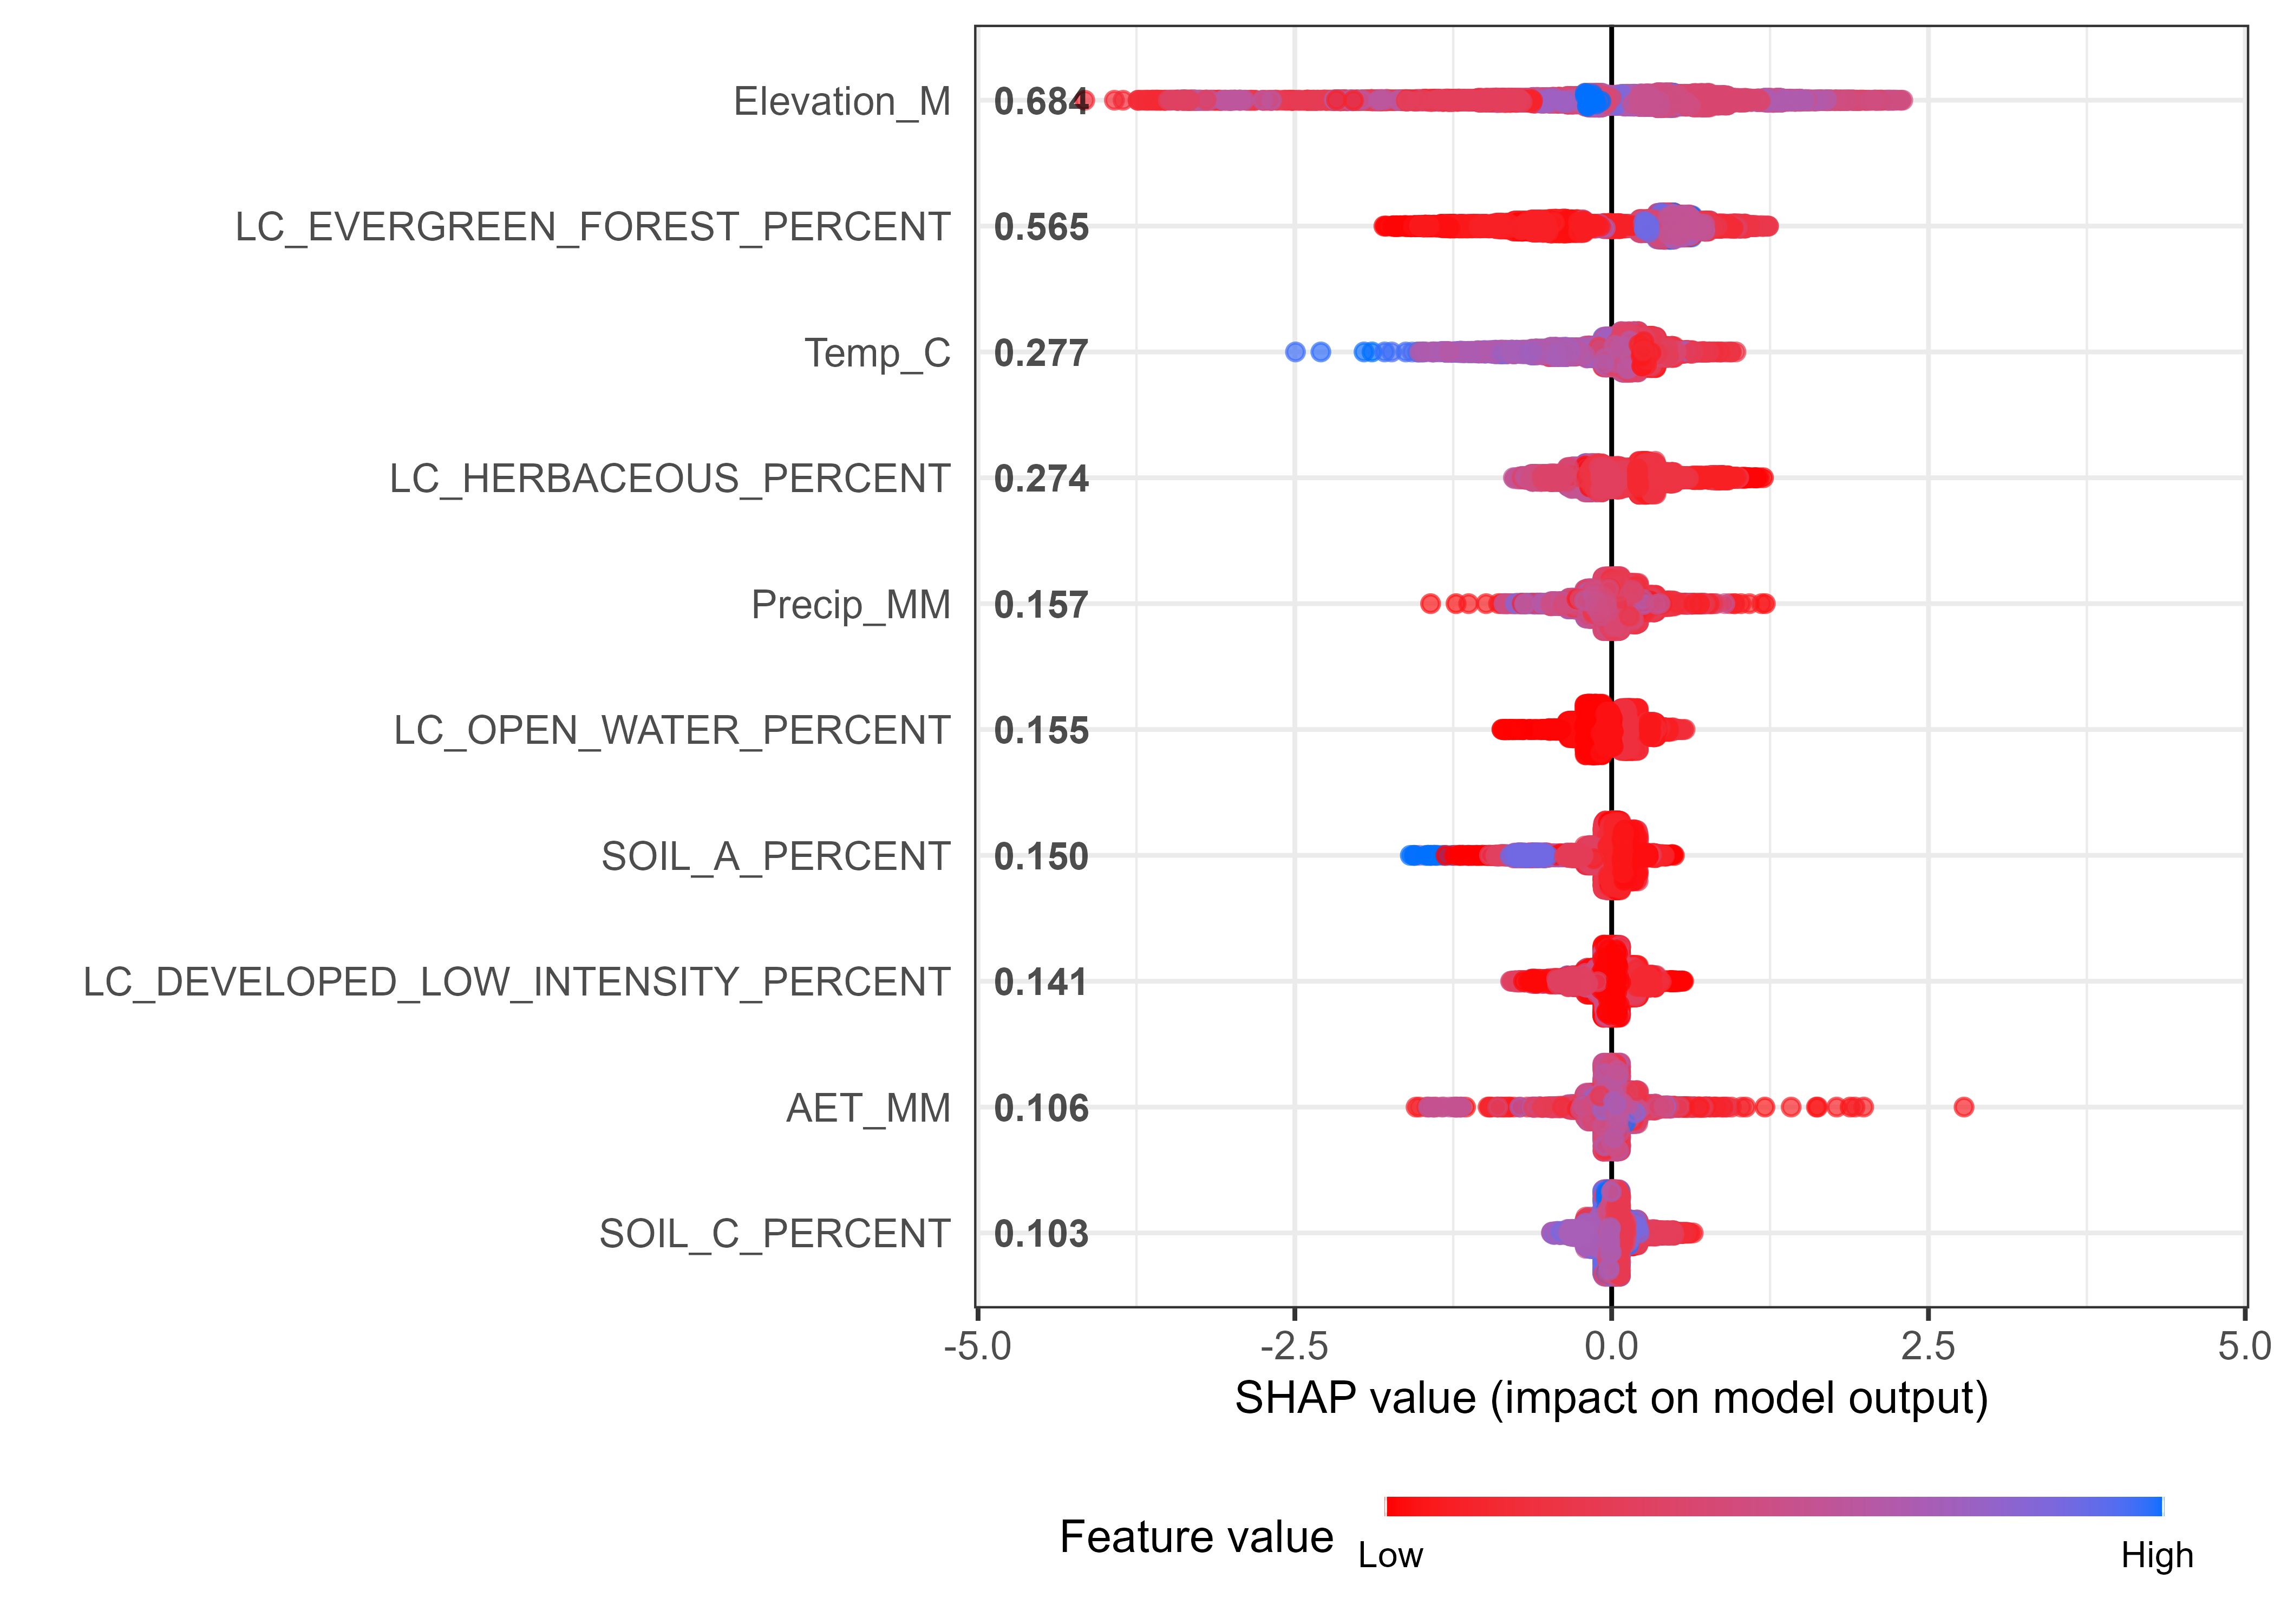 Elevation_M 0.684
LC_EVERGREEN_FOREST_PERCENT 0.565
Temp_C 0.277
LC_HERBACEOUS_PERCENT 0.274
Precip_MM 0.157
LC_OPEN_WATER_PERCENT 0.155
SOIL_A_PERCENT 0.150
LC_DEVELOPED_LOW_INTENSITY_PERCENT 0.141
AET_MM 0.106
SOIL_C_PERCENT 0.103
-5.0 -2.5 0.0 2.5 5.0
SHAP value (impact on model output)
Feature value
Low High